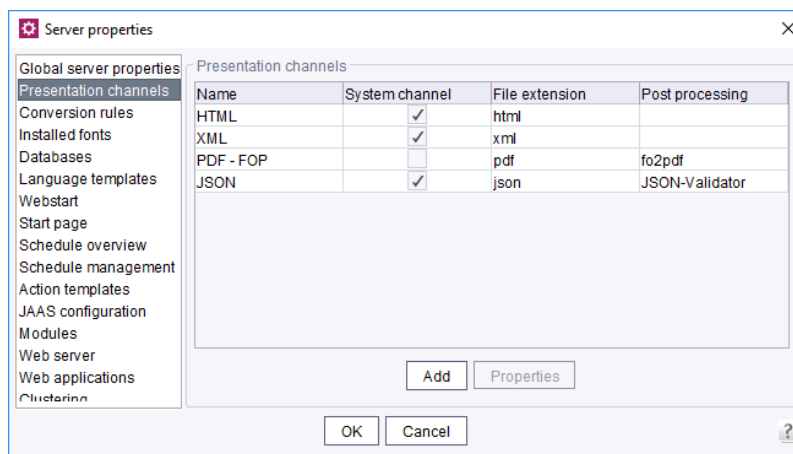 Server properties
Global server properties
Presentation channels
Conversion rules
Installed fonts
Databases
Language templates
Webstart
Start page
Schedule overview
Schedule management
Action templates
JAAS configuration
Modules
Web server
Web applications
Clustering
Presentation channels
Name System channel File extension Post processing
HTML ✓ html
XML ✓ xml
PDF - FOP pdf fo2pdf
JSON ✓ json JSON-Validator
Add Properties
OK Cancel ?